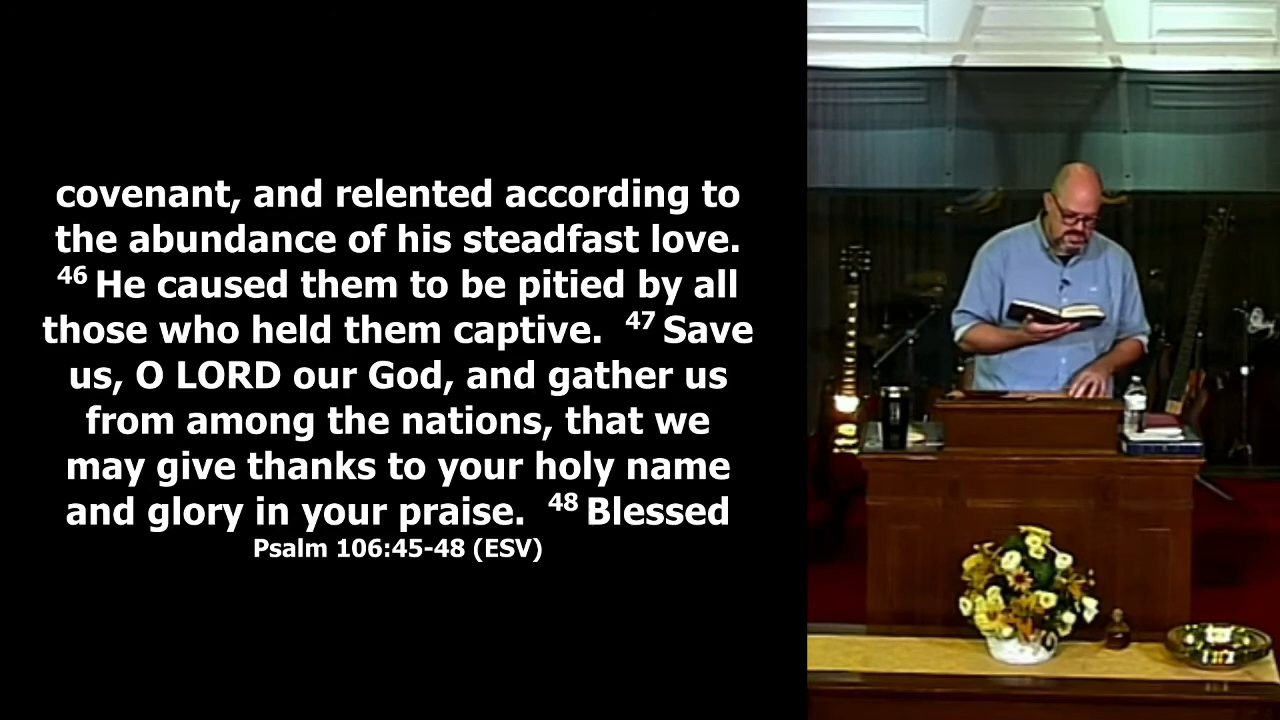 covenant, and relented according to
the abundance of his steadfast love.
46 He caused them to be pitied by all
those who held them captive. 47 Save
us, O LORD our God, and gather us
from among the nations, that we
may give thanks to your holy name
and glory in your praise. 48 Blessed
Psalm 106:45-48 (ESV)